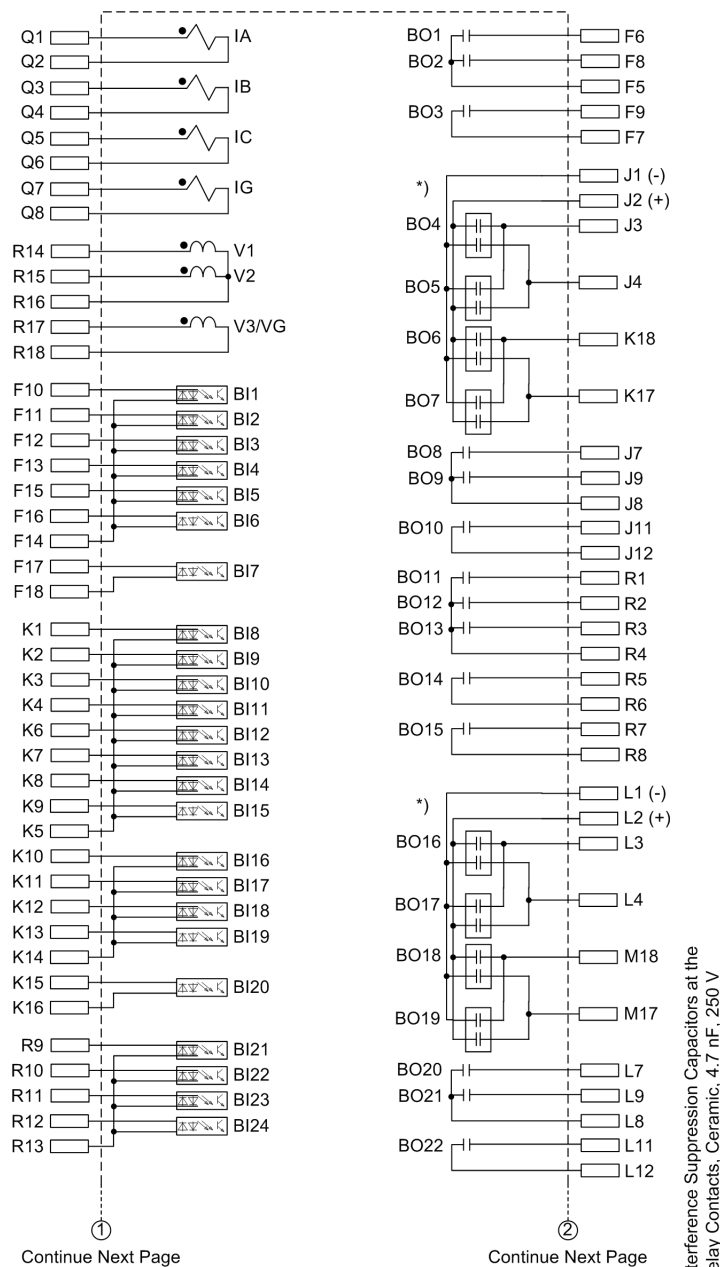 Q1 IA
Q2
Q3 IB
Q4
Q5 IC
Q6
Q7 IG
Q8
R14 V1
R15 V2
R16
R17 V3/VG
R18
F10 BI1
F11 BI2
F12 BI3
F13 BI4
F15 BI5
F16 BI6
F14
F17 BI7
F18
K1 BI8
K2 BI9
K3 BI10
K4 BI11
K6 BI12
K7 BI13
K8 BI14
K9 BI15
K5
K10 BI16
K11 BI17
K12 BI18
K13 BI19
K14
K15 BI20
K16
R9 BI21
R10 BI22
R11 BI23
R12 BI24
R13
1
Continue Next Page
BO1 F6
BO2 F8
F5
BO3 F9
F7
*) J1 (-)
J2 (+)
BO4 J3
BO5 J4
BO6 K18
BO7 K17
BO8 J7
BO9 J9
J8
BO10 J11
J12
BO11 R1
BO12 R2
BO13 R3
R4
BO14 R5
R6
BO15 R7
R8
*) L1 (-)
L2 (+)
BO16 L3
BO17 L4
BO18 M18
BO19 M17
BO20 L7
BO21 L9
L8
BO22 L11
L12
2
Continue Next Page
terference Suppression Capacitors at the
elay Contacts, Ceramic, 4.7 nF, 250 V